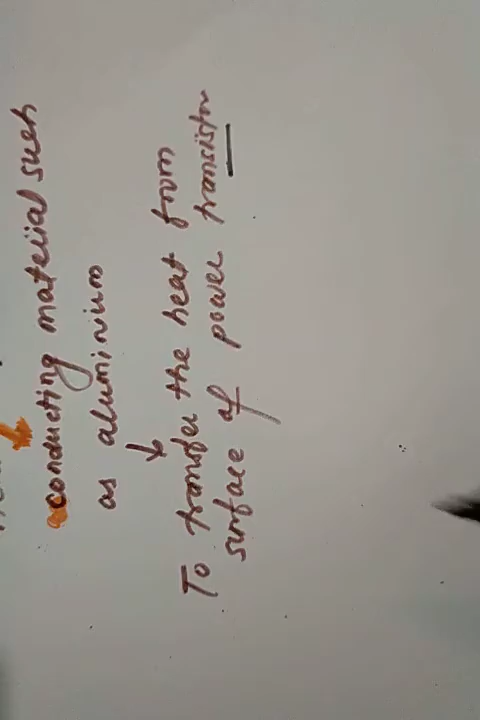 conducting material such
as aluminium
↓
To transfer the heat from
surface of power transistor